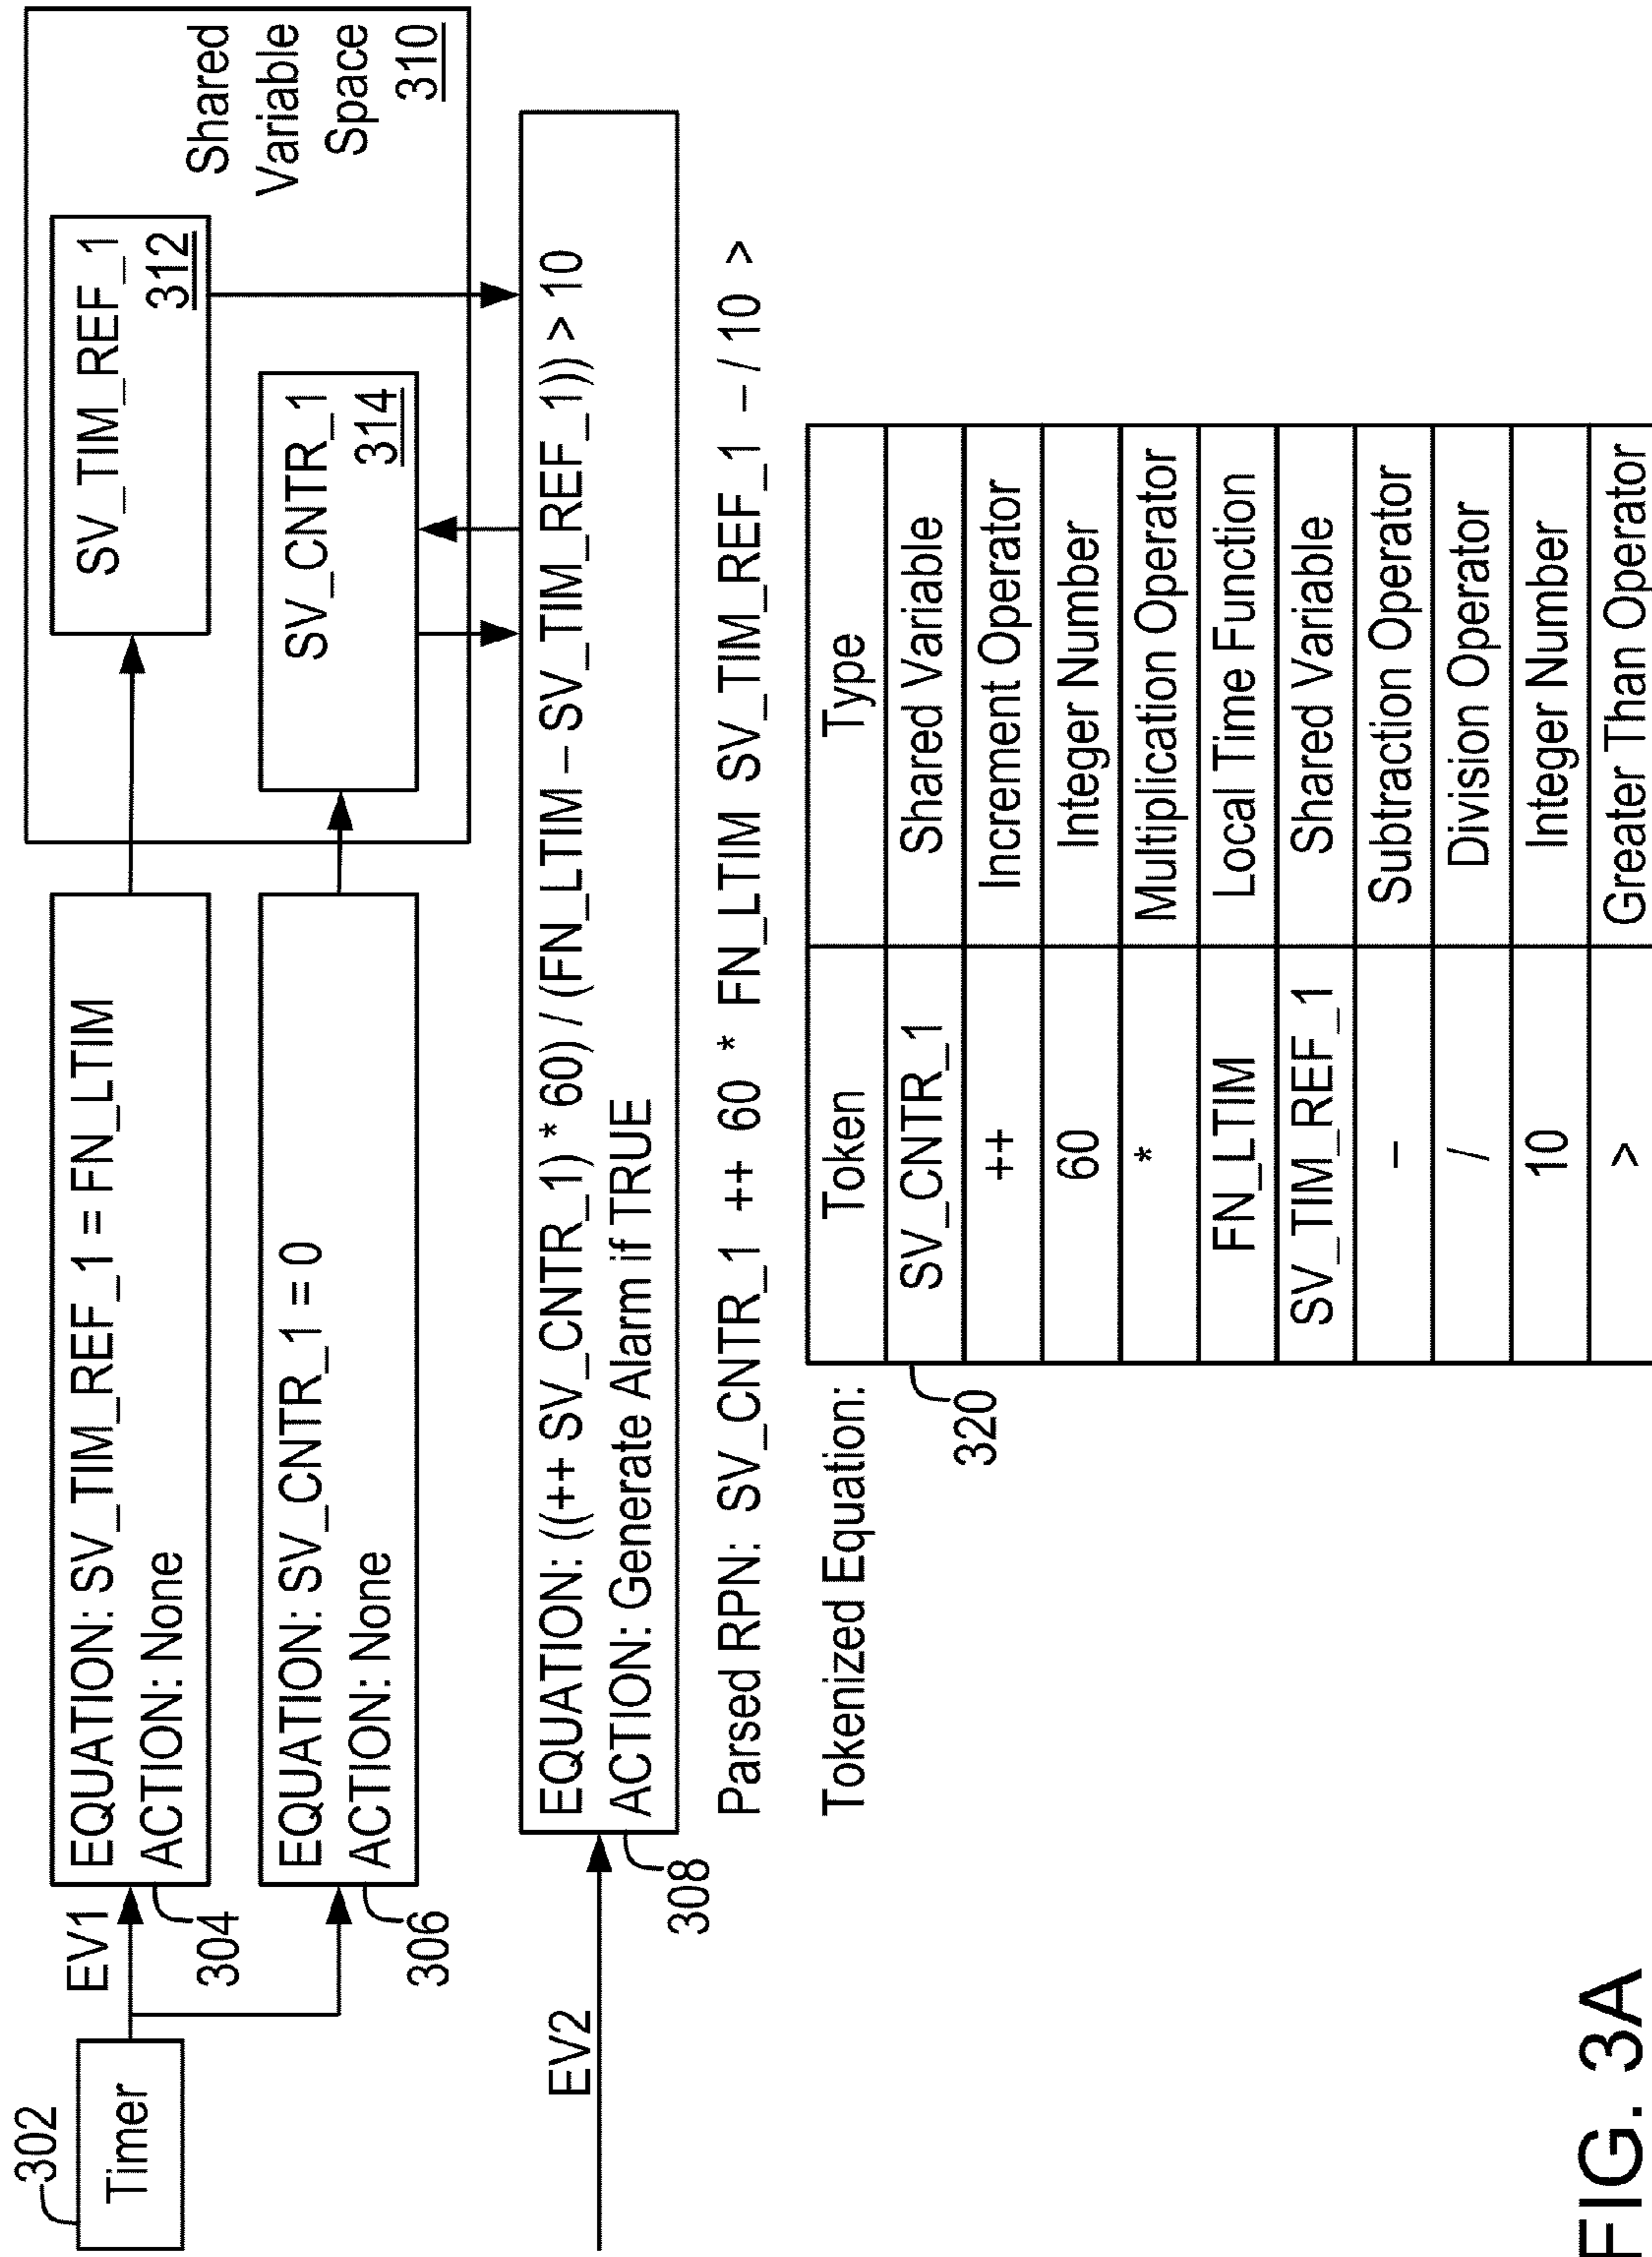 302
Timer
EV1
EQUATION: SV_TIM_REF_1 = FN_LTIM
ACTION: None
304
EQUATION: SV_CNTR_1 = 0
ACTION: None
306
SV_TIM_REF_1
312
SV_CNTR_1
314
Shared
Variable
Space
310
EV2
EQUATION: ((++ SV_CNTR_1) * 60) / (FN_LTIM – SV_TIM_REF_1)) > 10
ACTION: Generate Alarm if TRUE
308
Parsed RPN: SV_CNTR_1 ++ 60 * FN_LTIM SV_TIM_REF_1 – / 10 >
Tokenized Equation:
320
Token Type
SV_CNTR_1 Shared Variable
++ Increment Operator
60 Integer Number
* Multiplication Operator
FN_LTIM Local Time Function
SV_TIM_REF_1 Shared Variable
– Subtraction Operator
/ Division Operator
10 Integer Number
> Greater Than Operator
FIG. 3A